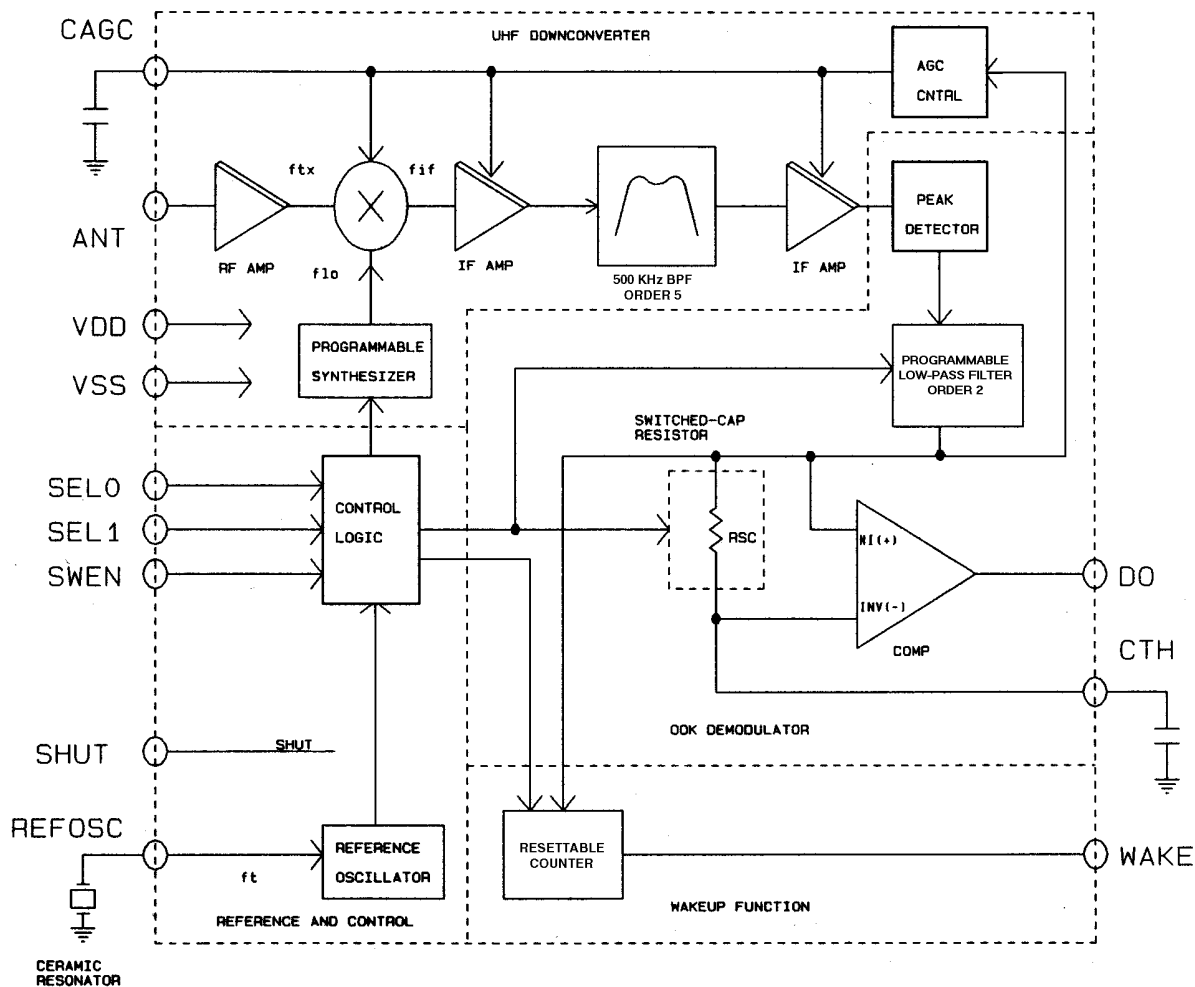 CAGC
UHF DOWNCONVERTER
AGC
CNTRL
ftx
fif
ANT
RF AMP
flo
IF AMP
500 KHz BPF
ORDER 5
IF AMP
PEAK
DETECTOR
VDD
VSS
PROGRAMMABLE
SYNTHESIZER
PROGRAMMABLE
LOW-PASS FILTER
ORDER 2
SWITCHED-CAP
RESISTOR
SEL0
SEL1
SWEN
CONTROL
LOGIC
RSC
NI(+)
INV(-)
COMP
DO
CTH
OOK DEMODULATOR
SHUT
SHUT
REFOSC
ft
REFERENCE
OSCILLATOR
REFERENCE AND CONTROL
RESETTABLE
COUNTER
WAKE
WAKEUP FUNCTION
CERAMIC
RESONATOR